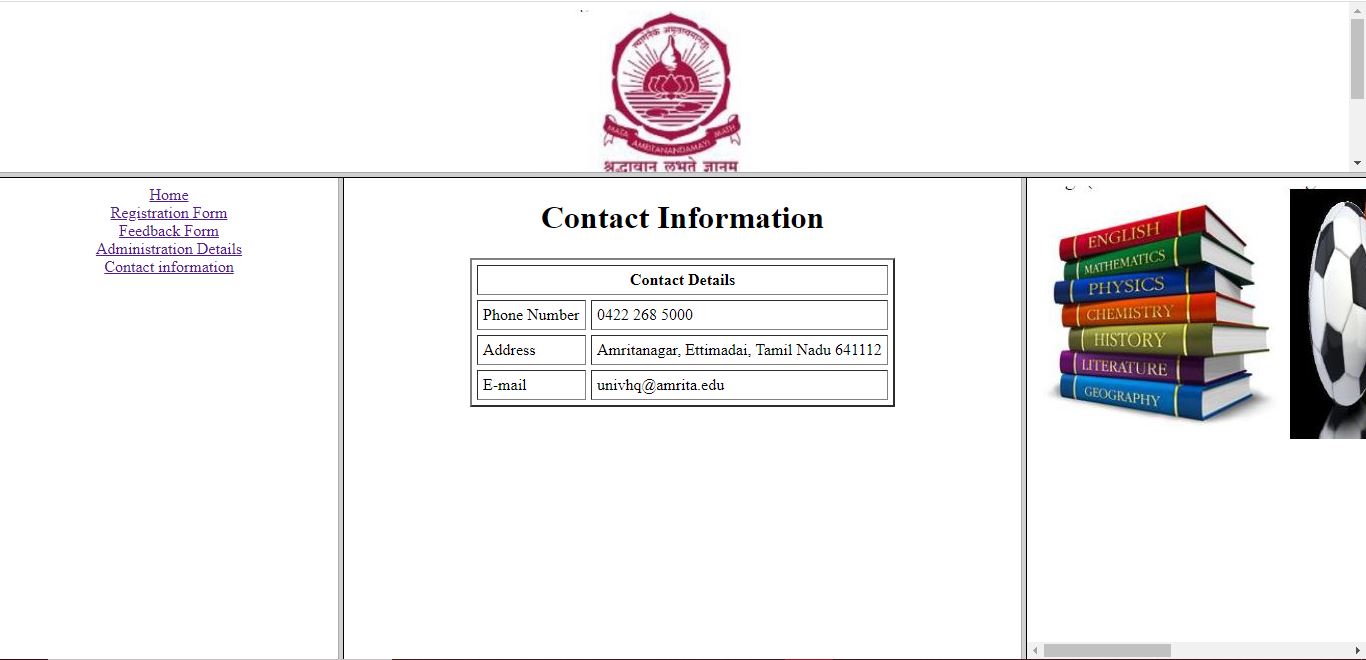 MATA AMRITANANDAMAYI MATH
श्रद्धावान लभते ज्ञानम
Home
Registration Form
Feedback Form
Administration Details
Contact information
Contact Information
Contact Details
Phone Number 0422 268 5000
Address Amritanagar, Ettimadai, Tamil Nadu 641112
E-mail univhq@amrita.edu
ENGLISH
MATHEMATICS
PHYSICS
CHEMISTRY
HISTORY
LITERATURE
GEOGRAPHY